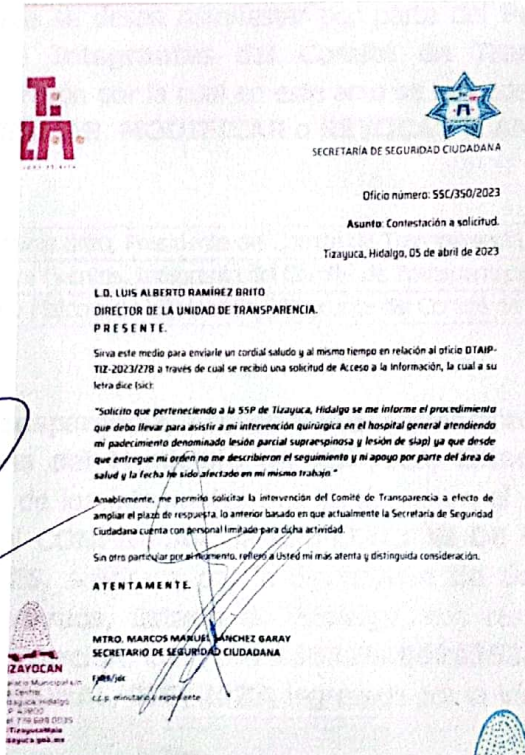 T.
ZA.
SECRETARÍA DE SEGURIDAD CIUDADANA
Oficio número: SSC/350/2023
Asunto: Contestación a solicitud.
Tizayuca, Hidalgo, 05 de abril de 2023
L.D. LUIS ALBERTO RAMÍREZ BRITO
DIRECTOR DE LA UNIDAD DE TRANSPARENCIA.
P R E S E N T E.
Sirva este medio para enviarle un cordial saludo y al mismo tiempo en relación al oficio DTAIP-
TIZ-2023/278 a través de cual se recibió una solicitud de Acceso a la Información, la cual a su
letra dice (sic):
"Solicito que perteneciendo a la SSP de Tizayuca, Hidalgo se me informe el procedimiento
que debo llevar para asistir a mi intervención quirúrgica en el hospital general atendiendo
mi padecimiento denominado lesión parcial supraespinosa y lesión de slap) ya que desde
que entregue mi orden no me describieron el seguimiento y ni apoyo por parte del área de
salud y la fecha he sido afectado en mi mismo trabajo."
Amablemente, me permito solicitar la intervención del Comité de Transparencia a efecto de
ampliar el plazo de respuesta, lo anterior basado en que actualmente la Secretaría de Seguridad
Ciudadana cuenta con personal limitado para dicha actividad.
Sin otro particular por el momento, reitero a Usted mi más atenta y distinguida consideración.
A T E N T A M E N T E.
MTRO. MARCOS MANUEL SÁNCHEZ GARAY
SECRETARIO DE SEGURIDAD CIUDADANA
c.c.p. minutario y expediente
IZAYOCAN
Palacio Municipal s/n
Centro
Tizayuca, Hidalgo